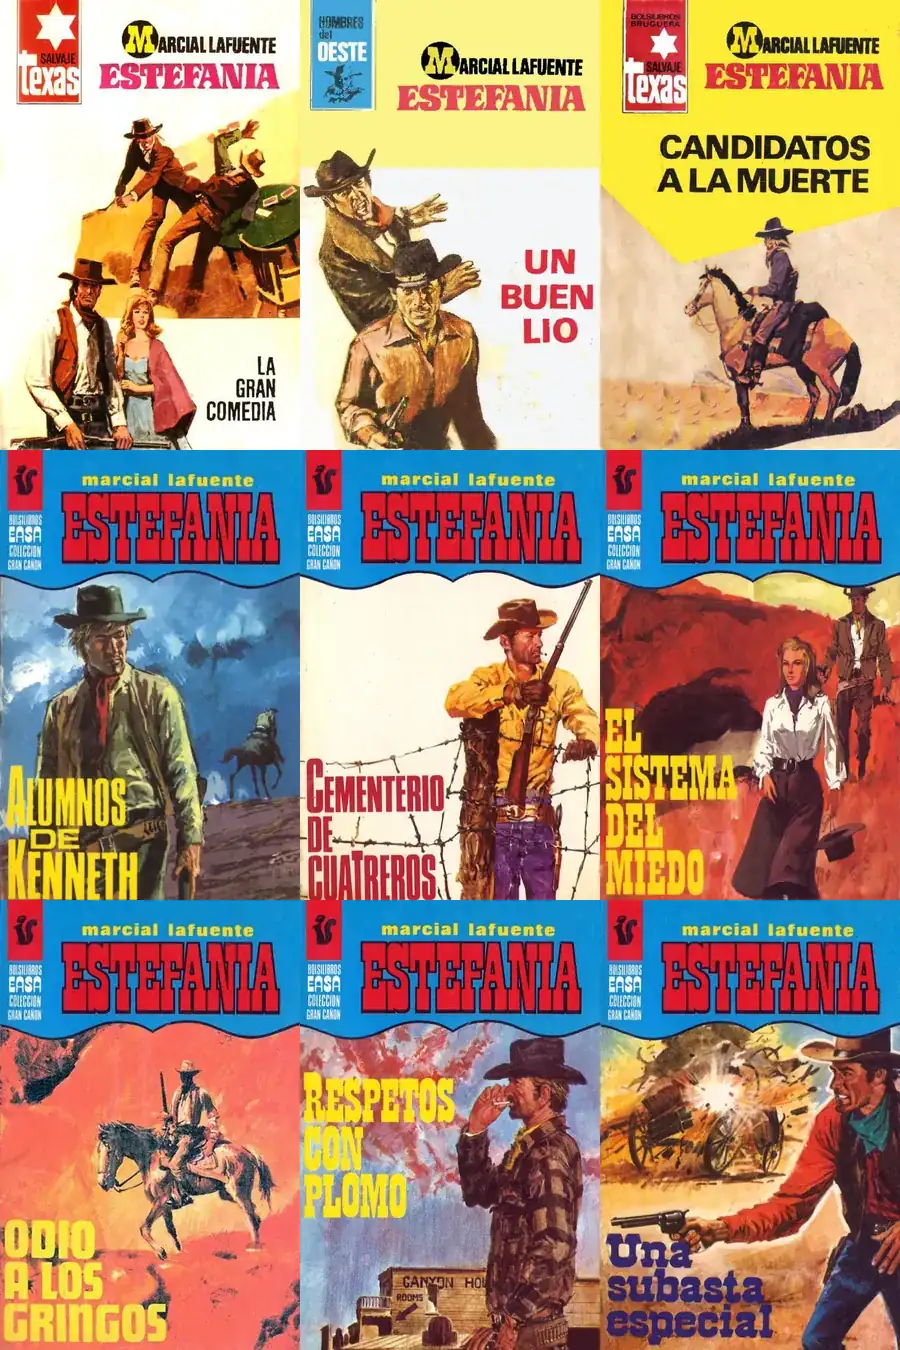 SALVAJE
texas
MARCIAL LAFUENTE
ESTEFANIA
LA
GRAN
COMEDIA
HOMBRES
del
OESTE
MARCIAL LAFUENTE
ESTEFANIA
UN
BUEN
LIO
BOLSILIBROS
BRUGUERA
SALVAJE
texas
MARCIAL LAFUENTE
ESTEFANIA
CANDIDATOS
A LA MUERTE
marcial lafuente
ESTEFANIA
BOLSILIBROS
EASA
COLECCION
GRAN CAÑON
ALUMNOS
DE
KENNETH
marcial lafuente
ESTEFANIA
BOLSILIBROS
EASA
COLECCION
GRAN CAÑON
CEMENTERIO
DE
CUATREROS
marcial lafuente
ESTEFANIA
BOLSILIBROS
EASA
COLECCION
GRAN CAÑON
EL
SISTEMA
DEL
MIEDO
marcial lafuente
ESTEFANIA
BOLSILIBROS
EASA
COLECCION
GRAN CAÑON
ODIO
A LOS
GRINGOS
marcial lafuente
ESTEFANIA
BOLSILIBROS
EASA
COLECCION
GRAN CAÑON
RESPETOS
CON
PLOMO
CANYON HO
ROOMS
marcial lafuente
ESTEFANIA
BOLSILIBROS
EASA
COLECCION
GRAN CAÑON
Una
subasta
especial